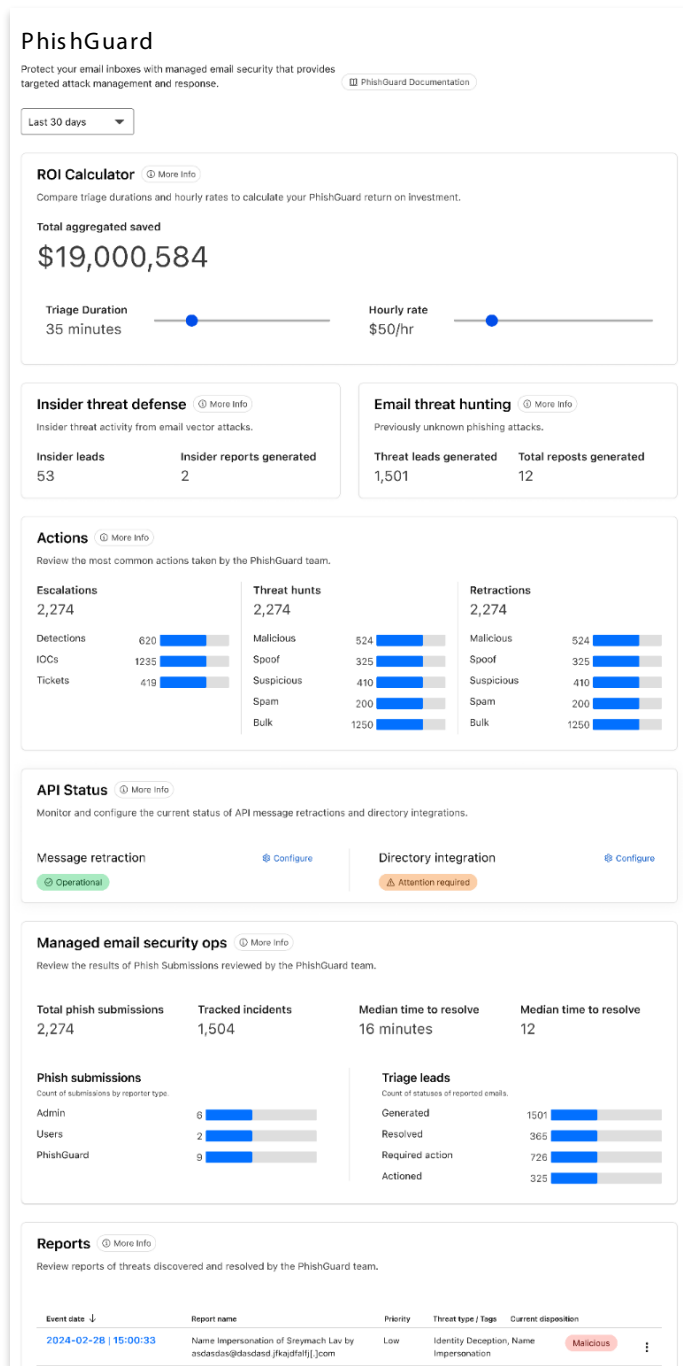 PhishGuard
Protect your email inboxes with managed email security that provides
targeted attack management and response.
PhishGuard Documentation
Last 30 days
ROI Calculator More Info
Compare triage durations and hourly rates to calculate your PhishGuard return on investment.
Total aggregated saved
$19,000,584
Triage Duration
35 minutes
Hourly rate
$50/hr
Insider threat defense More Info
Insider threat activity from email vector attacks.
Insider leads Insider reports generated
53 2
Email threat hunting More Info
Previously unknown phishing attacks.
Threat leads generated Total reposts generated
1,501 12
Actions More Info
Review the most common actions taken by the PhishGuard team.
Escalations
2,274
Detections 620
IOCs 1235
Tickets 419
Threat hunts
2,274
Malicious 524
Spoof 325
Suspicious 410
Spam 200
Bulk 1250
Retractions
2,274
Malicious 524
Spoof 325
Suspicious 410
Spam 200
Bulk 1250
API Status More Info
Monitor and configure the current status of API message retractions and directory integrations.
Message retraction Configure
Operational
Directory integration Configure
Attention required
Managed email security ops More Info
Review the results of Phish Submissions reviewed by the PhishGuard team.
Total phish submissions Tracked incidents Median time to resolve Median time to resolve
2,274 1,504 16 minutes 12
Phish submissions
Count of submissions by reporter type.
Admin 6
Users 2
PhishGuard 9
Triage leads
Count of statuses of reported emails.
Generated 1501
Resolved 365
Required action 726
Actioned 325
Reports More Info
Review reports of threats discovered and resolved by the PhishGuard team.
Event date Report name Priority Threat type / Tags Current disposition
2024-02-28 | 15:00:33 Name Impersonation of Sreymach Lav by Low Identity Deception, Name Malicious
asdasdas@dasdasd.jfkajdfalfj[.]com Impersonation